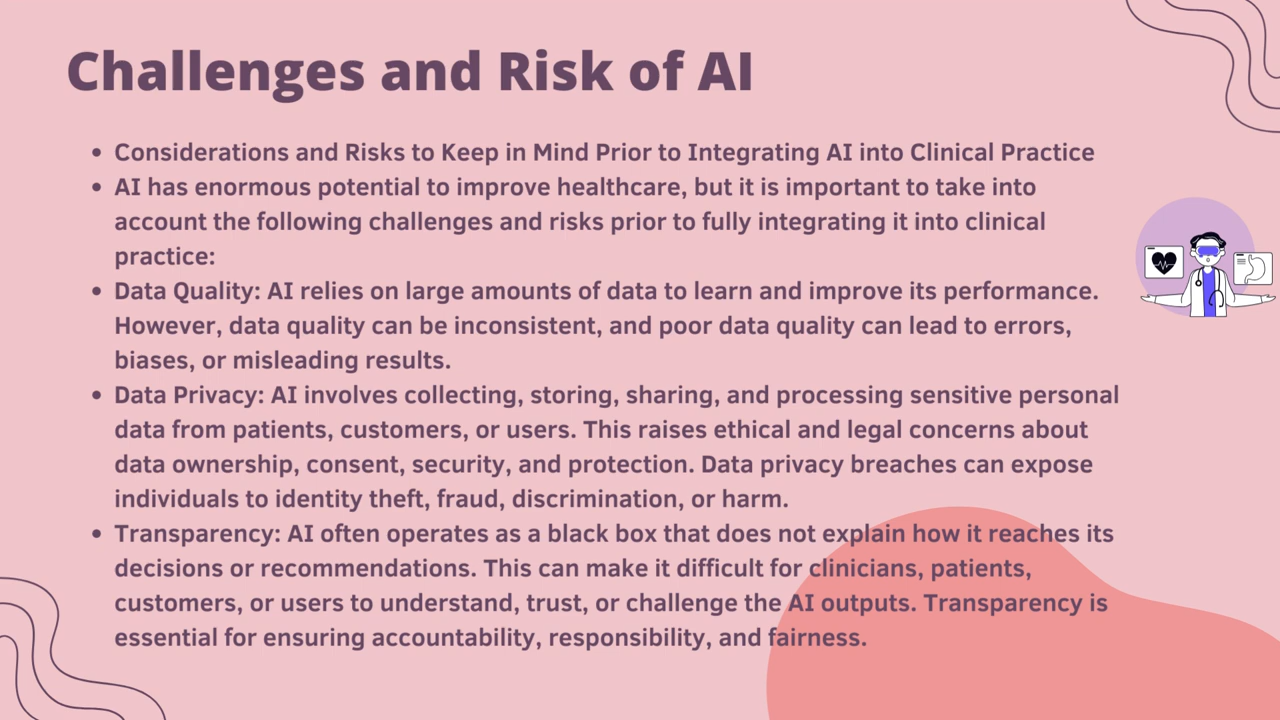 Challenges and Risk of AI
• Considerations and Risks to Keep in Mind Prior to Integrating AI into Clinical Practice
• AI has enormous potential to improve healthcare, but it is important to take into
account the following challenges and risks prior to fully integrating it into clinical
practice:
• Data Quality: AI relies on large amounts of data to learn and improve its performance.
However, data quality can be inconsistent, and poor data quality can lead to errors,
biases, or misleading results.
• Data Privacy: AI involves collecting, storing, sharing, and processing sensitive personal
data from patients, customers, or users. This raises ethical and legal concerns about
data ownership, consent, security, and protection. Data privacy breaches can expose
individuals to identity theft, fraud, discrimination, or harm.
• Transparency: AI often operates as a black box that does not explain how it reaches its
decisions or recommendations. This can make it difficult for clinicians, patients,
customers, or users to understand, trust, or challenge the AI outputs. Transparency is
essential for ensuring accountability, responsibility, and fairness.